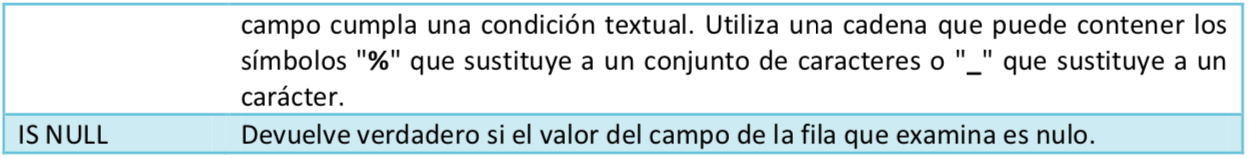 campo cumpla una condición textual. Utiliza una cadena que puede contener los
símbolos "%" que sustituye a un conjunto de caracteres o "_" que sustituye a un
carácter.
IS NULL Devuelve verdadero si el valor del campo de la fila que examina es nulo.